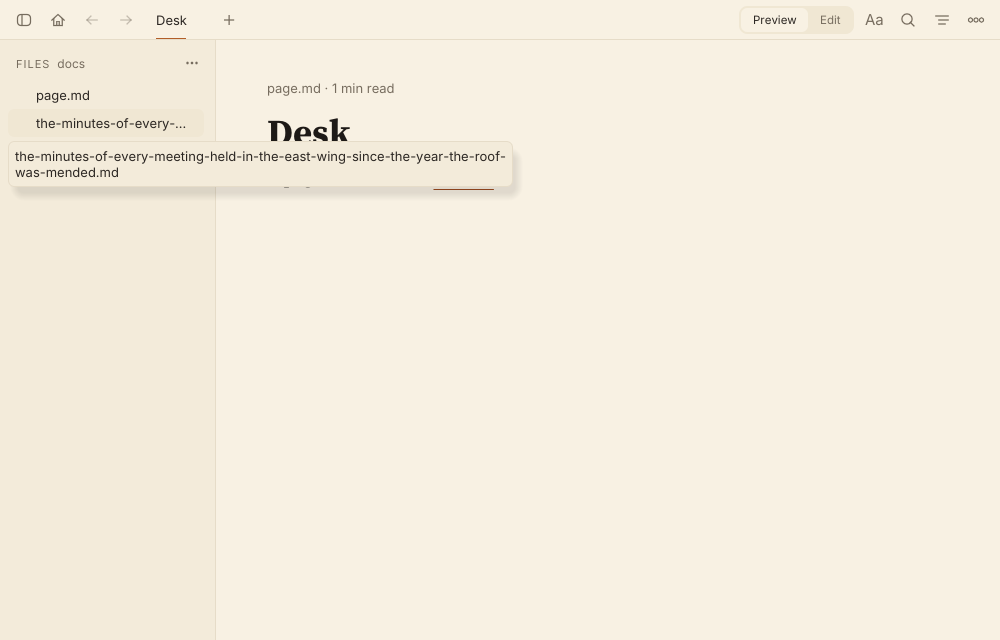 Desk
Preview Edit Aa
FILES docs
page.md
the-minutes-of-every-...
the-minutes-of-every-meeting-held-in-the-east-wing-since-the-year-the-roof-
was-mended.md
page.md · 1 min read
Desk